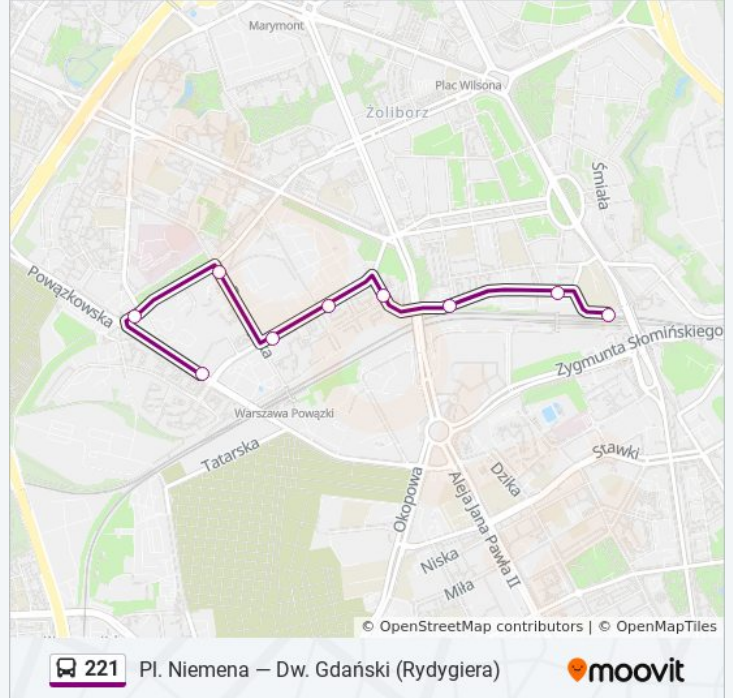 Marymont
Plac Wilsona
Żoliborz
Śmiała
Powązkowska
Zygmunta Słomińskiego
Warszawa Powązki
Tatarska
Stawki
Dzika
Okopowa
Aleja Jana Pawła II
Niska
Miła
© OpenStreetMap contributors | © OpenMapTiles
221 Pl. Niemena — Dw. Gdański (Rydygiera)
moovit